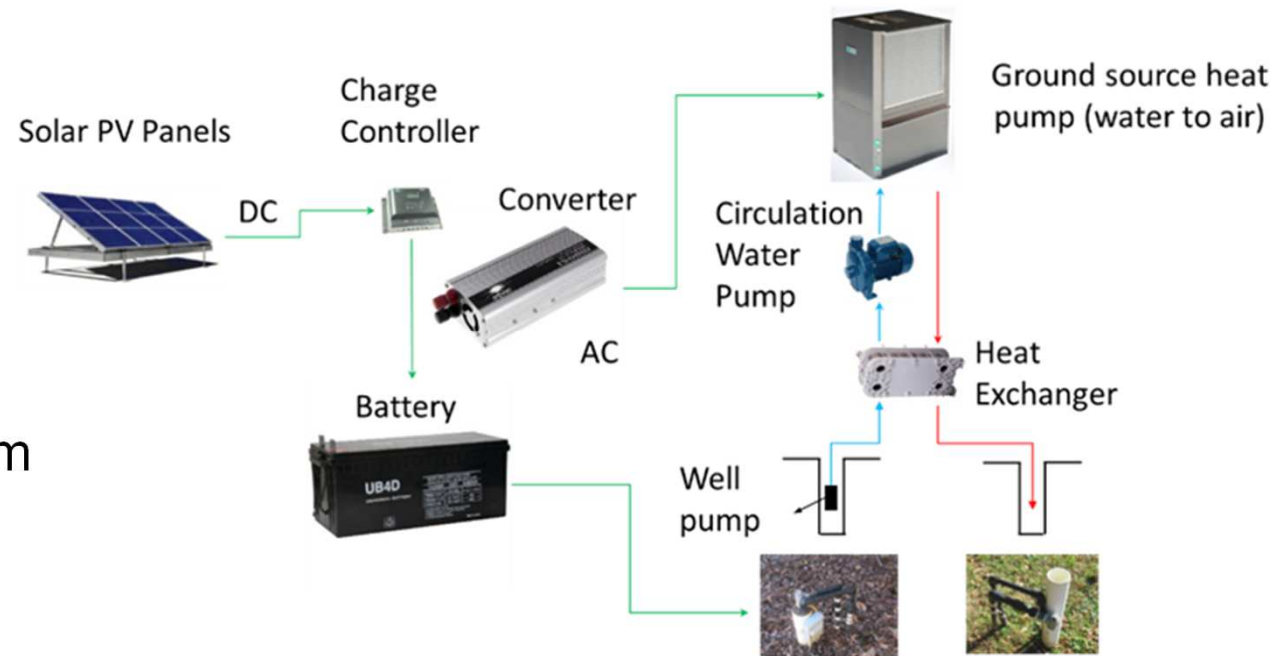 Solar PV Panels
DC
Charge
Controller
Converter
AC
Battery
UB4D
Ground source heat
pump (water to air)
Circulation
Water
Pump
Heat
Exchanger
Well
pump
m